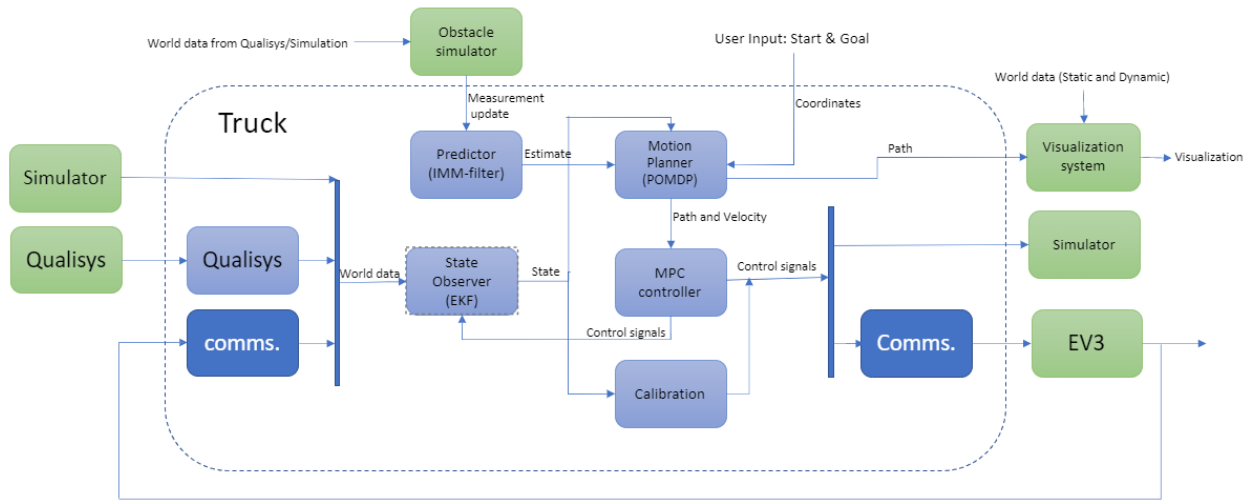 World data from Qualisys/Simulation
Obstacle
simulator
User Input: Start & Goal
World data (Static and Dynamic)
Measurement
update
Coordinates
Truck
Simulator
Predictor
(IMM-filter)
Estimate
Motion
Planner
(POMDP)
Path
Visualization
system
Visualization
Path and Velocity
Qualisys
Qualisys
World data
State
Observer
(EKF)
State
MPC
controller
Control signals
Simulator
Control signals
comms.
Comms.
EV3
Calibration